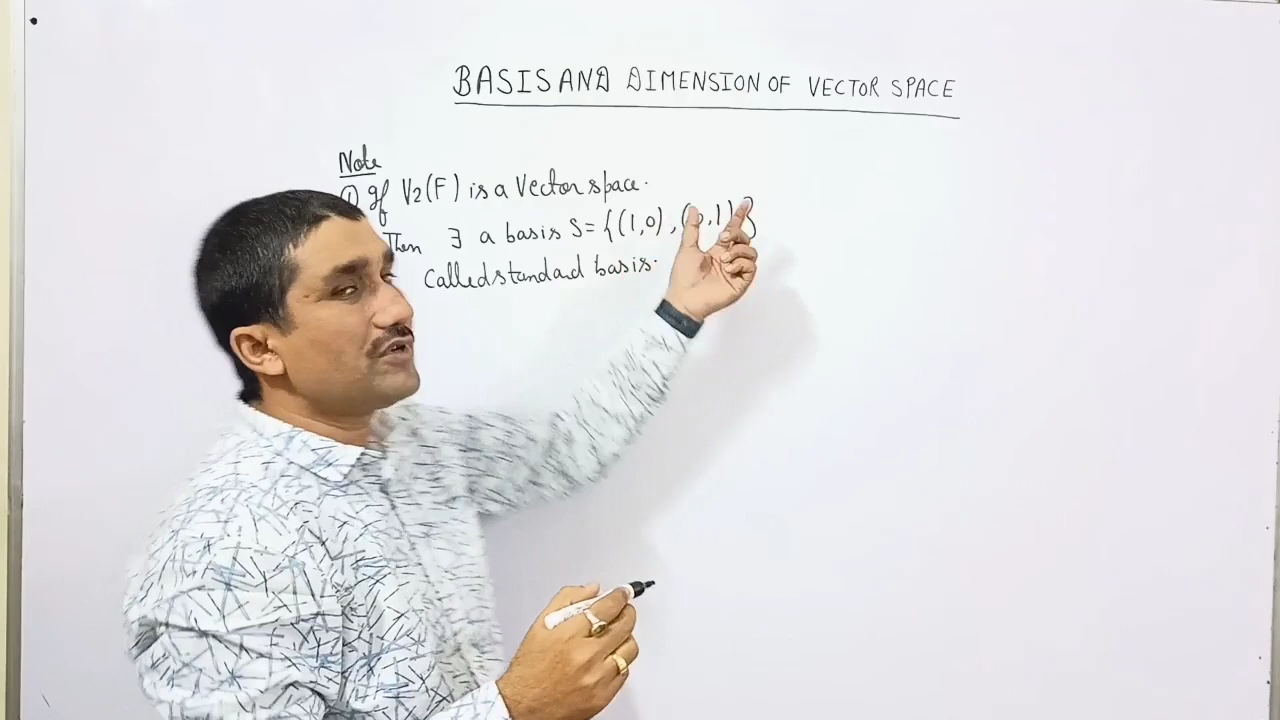 BASIS AND DIMENSION OF VECTOR SPACE
Note
① If V₂(F) is a Vector space.
Then ∃ a basis S = {(1,0), (0,1)}
called standad basis.